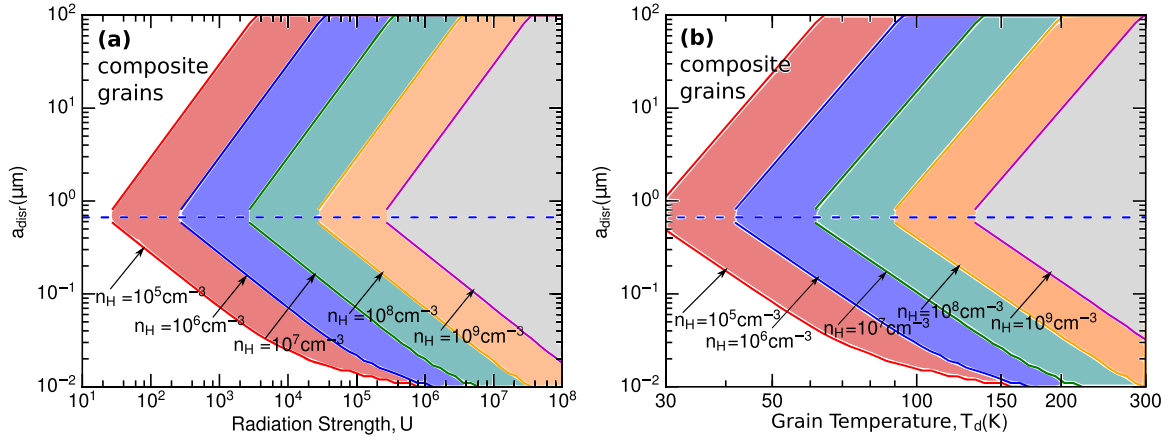 (a)
composite
grains
n_H =10^5cm^−3
n_H =10^6cm^−3
n_H =10^7cm^−3
n_H =10^8cm^−3
n_H =10^9cm^−3
10^2
10^1
10^0
10^−1
10^−2
a_disr(μm)
10^1 10^2 10^3 10^4 10^5 10^6 10^7 10^8
Radiation Strength, U
(b)
composite
grains
n_H =10^5cm^−3
n_H =10^6cm^−3
n_H =10^7cm^−3
n_H =10^8cm^−3
n_H =10^9cm^−3
10^2
10^1
10^0
10^−1
10^−2
a_disr(μm)
30 50 100 150 200 300
Grain Temperature, T_d(K)